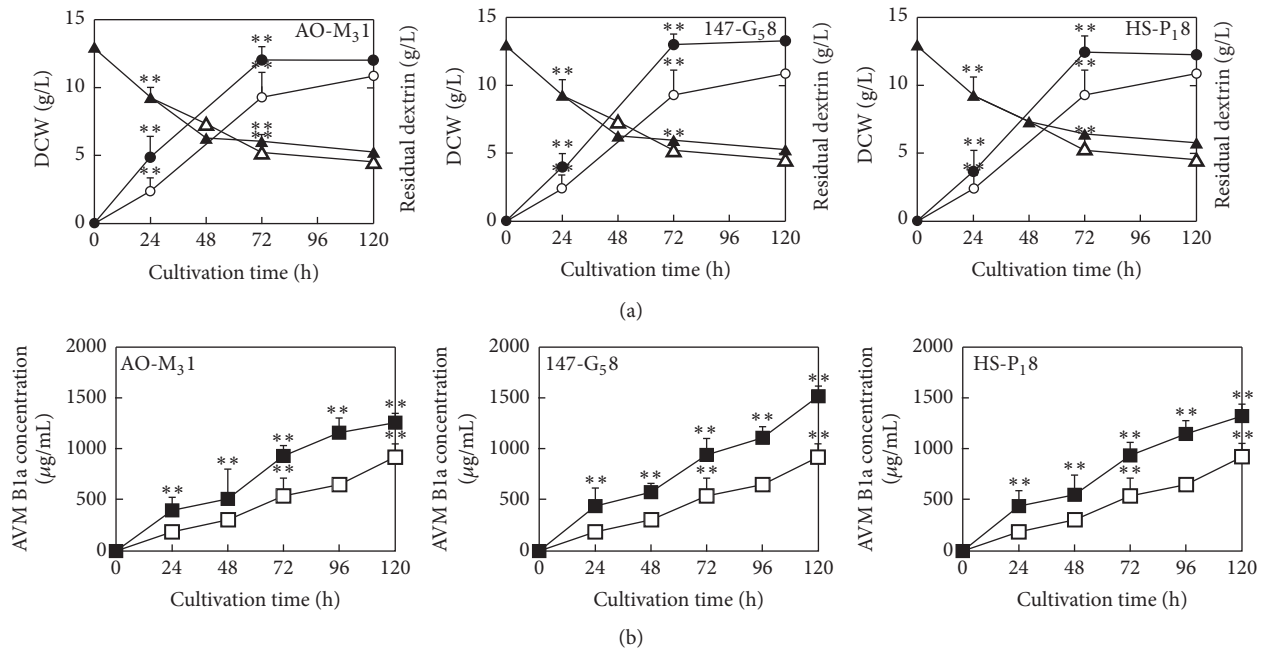 AO-M₃1
DCW (g/L)
15
10
5
0
**
**
**
**
**
**
**
Residual dextrin (g/L)
0 24 48 72 96 120
Cultivation time (h)
147-G₅8
DCW (g/L)
15
10
5
0
**
**
**
**
**
**
Residual dextrin (g/L)
0 24 48 72 96 120
Cultivation time (h)
HS-P₁8
DCW (g/L)
15
10
5
0
**
**
**
**
**
**
Residual dextrin (g/L)
0 24 48 72 96 120
Cultivation time (h)
(a)
AO-M₃1
AVM B1a concentration
(µg/mL)
2000
1500
1000
500
0
**
**
**
**
**
**
**
0 24 48 72 96 120
Cultivation time (h)
147-G₅8
AVM B1a concentration
(µg/mL)
2000
1500
1000
500
0
**
**
**
**
**
**
**
0 24 48 72 96 120
Cultivation time (h)
HS-P₁8
AVM B1a concentration
(µg/mL)
2000
1500
1000
500
0
**
**
**
**
**
**
**
0 24 48 72 96 120
Cultivation time (h)
(b)